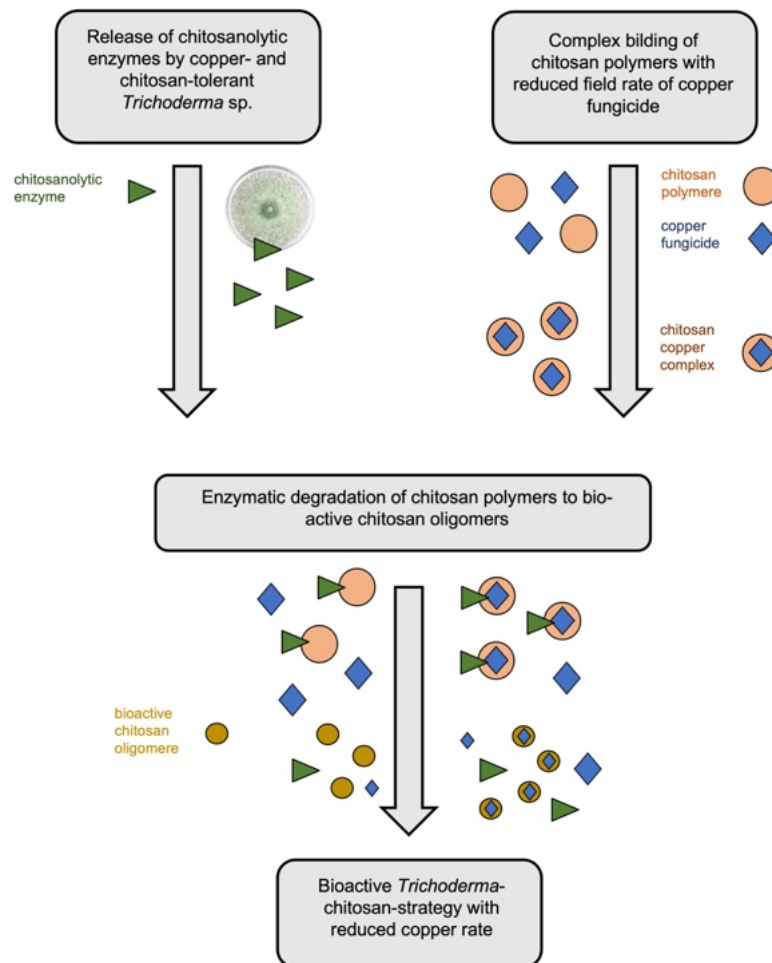 Release of chitosanolytic
enzymes by copper- and
chitosan-tolerant
Trichoderma sp.
Complex bilding of
chitosan polymers with
reduced field rate of copper
fungicide
chitosanolytic
enzyme
chitosan
polymere
copper
fungicide
chitosan
copper
complex
Enzymatic degradation of chitosan polymers to bio-
active chitosan oligomers
bioactive
chitosan
oligomere
Bioactive Trichoderma-
chitosan-strategy with
reduced copper rate